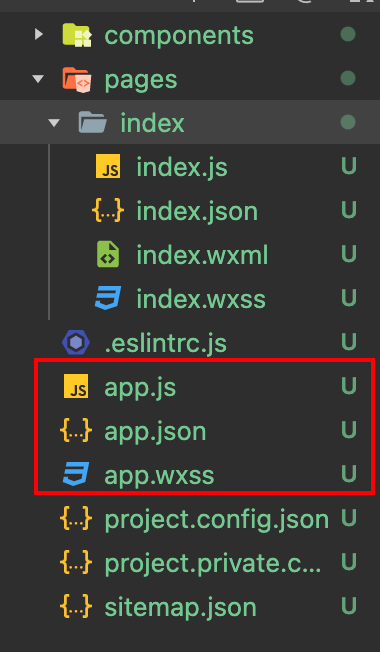 components
pages
index
JS index.js U
{...} index.json U
index.wxml U
index.wxss U
.eslintrc.js U
JS app.js U
{...} app.json U
app.wxss U
{...} project.config.json U
{...} project.private.c... U
{...} sitemap.json U